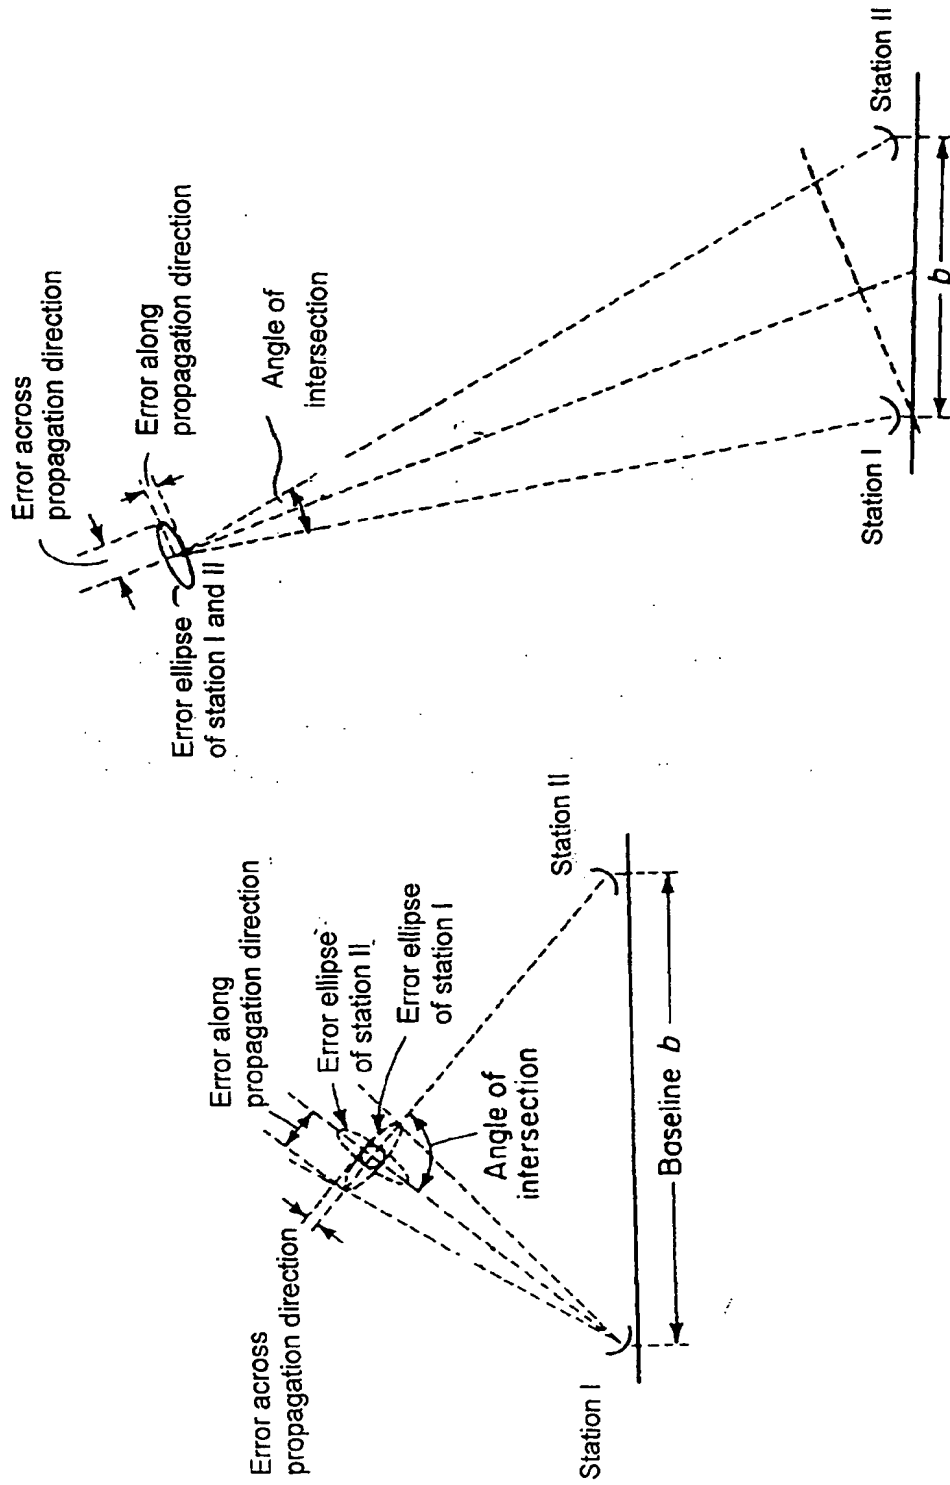 Error across
propagation direction
Error along
propagation direction
Error ellipse
of station II
Error ellipse
of station I
Angle of
intersection
Station I
Station II
Baseline b
Error across
propagation direction
Error along
propagation direction
Angle of
intersection
Error ellipse
of station I and II
Station I
Station II
b